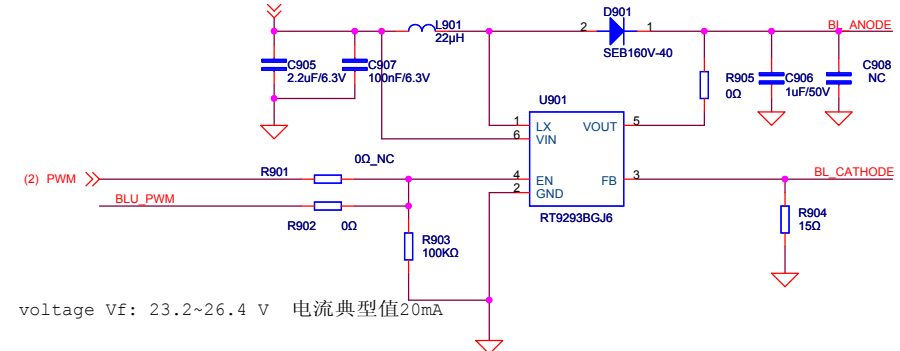 L901
22μH
D901
2
1
SEB160V-40
BL_ANODE
C905
2.2uF/6.3V
C907
100nF/6.3V
R905
0Ω
C906
1uF/50V
C908
NC
U901
1
LX
VOUT
5
6
VIN
(2) PWM
R901
0Ω_NC
4
EN
FB
3
BL_CATHODE
2
GND
BLU_PWM
R902
0Ω
RT9293BGJ6
R904
15Ω
R903
100KΩ
voltage Vf: 23.2~26.4 V 电流典型值20mA